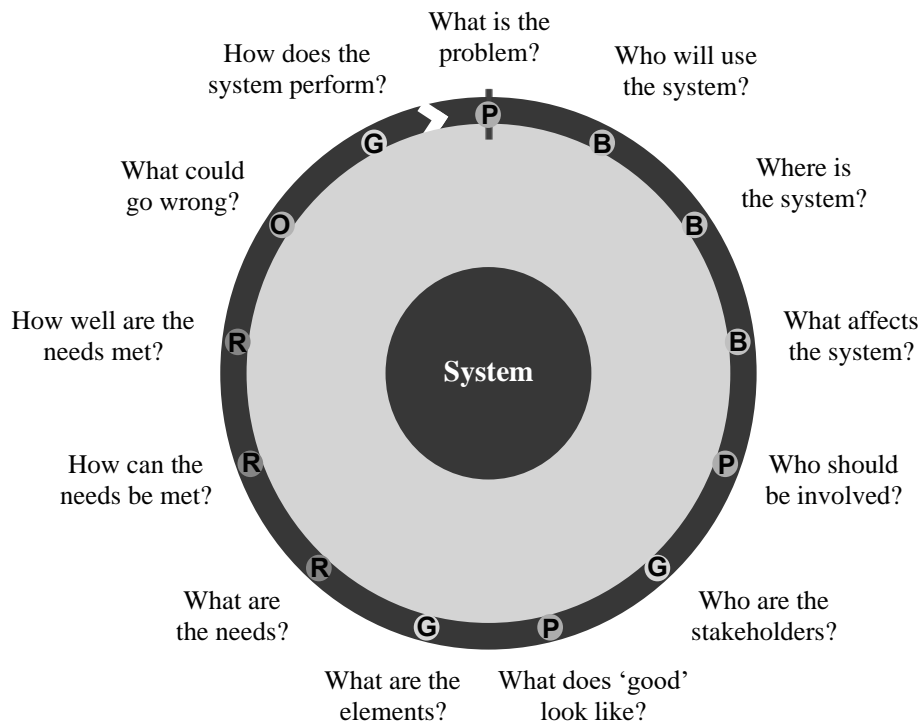 What is the
problem?
P
Who will use
the system?
B
Where is
the system?
B
What affects
the system?
B
Who should
be involved?
P
Who are the
stakeholders?
G
What does ‘good’
look like?
P
What are the
elements?
G
What are
the needs?
R
How can the
needs be met?
R
How well are the
needs met?
R
What could
go wrong?
O
How does the
system perform?
G
System